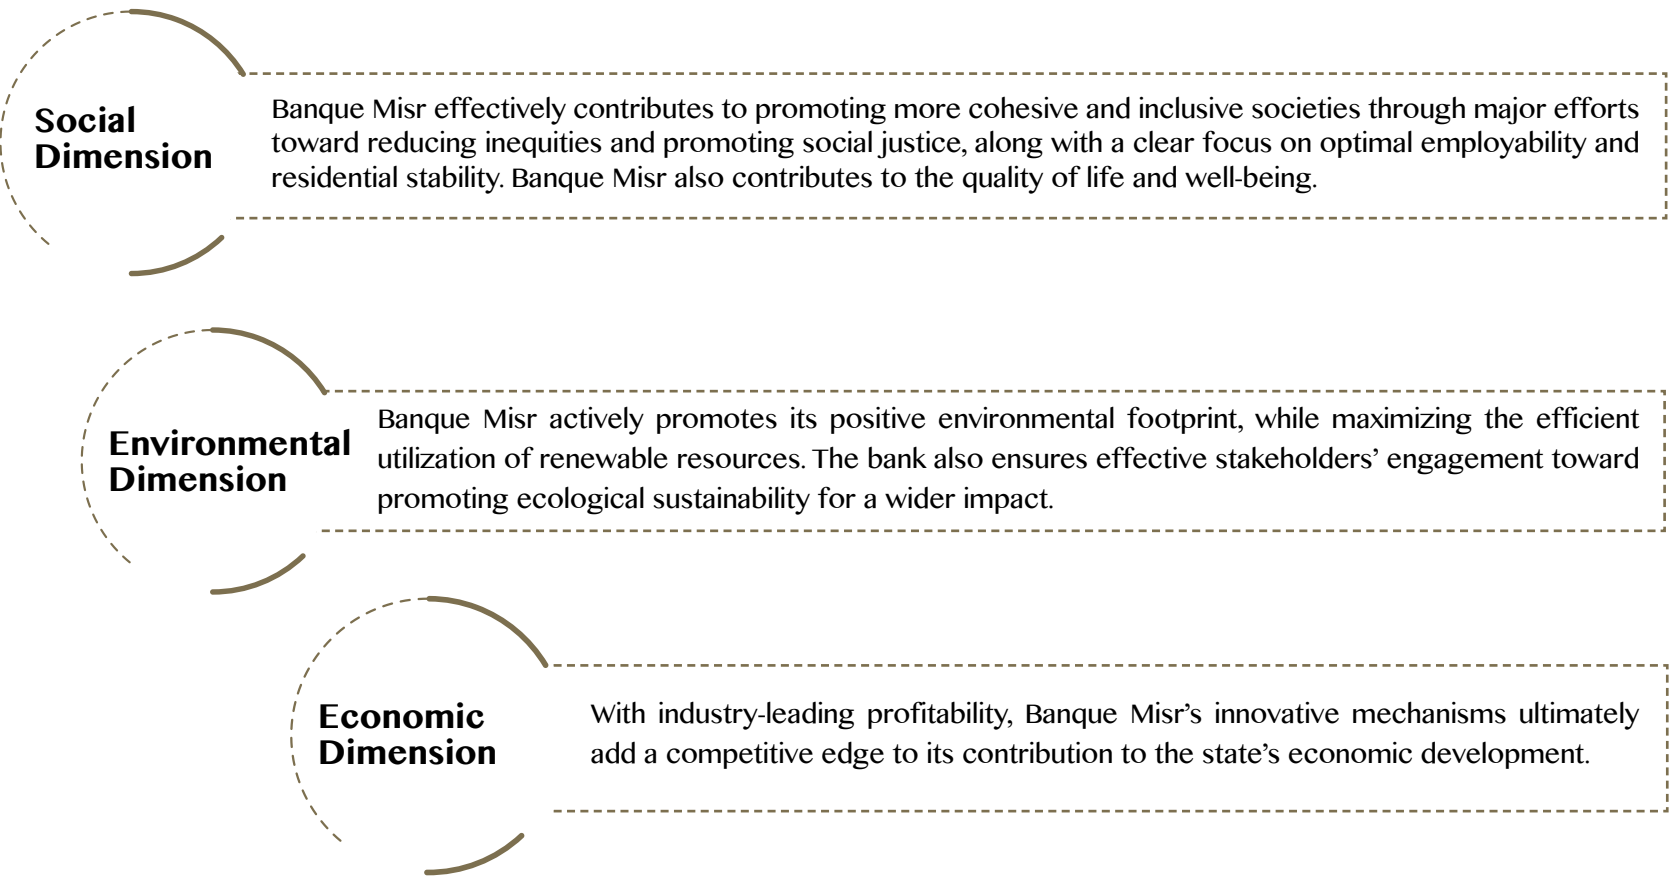 Social
Dimension
Banque Misr effectively contributes to promoting more cohesive and inclusive societies through major efforts
toward reducing inequities and promoting social justice, along with a clear focus on optimal employability and
residential stability. Banque Misr also contributes to the quality of life and well-being.
Environmental
Dimension
Banque Misr actively promotes its positive environmental footprint, while maximizing the efficient
utilization of renewable resources. The bank also ensures effective stakeholders’ engagement toward
promoting ecological sustainability for a wider impact.
Economic
Dimension
With industry-leading profitability, Banque Misr’s innovative mechanisms ultimately
add a competitive edge to its contribution to the state’s economic development.